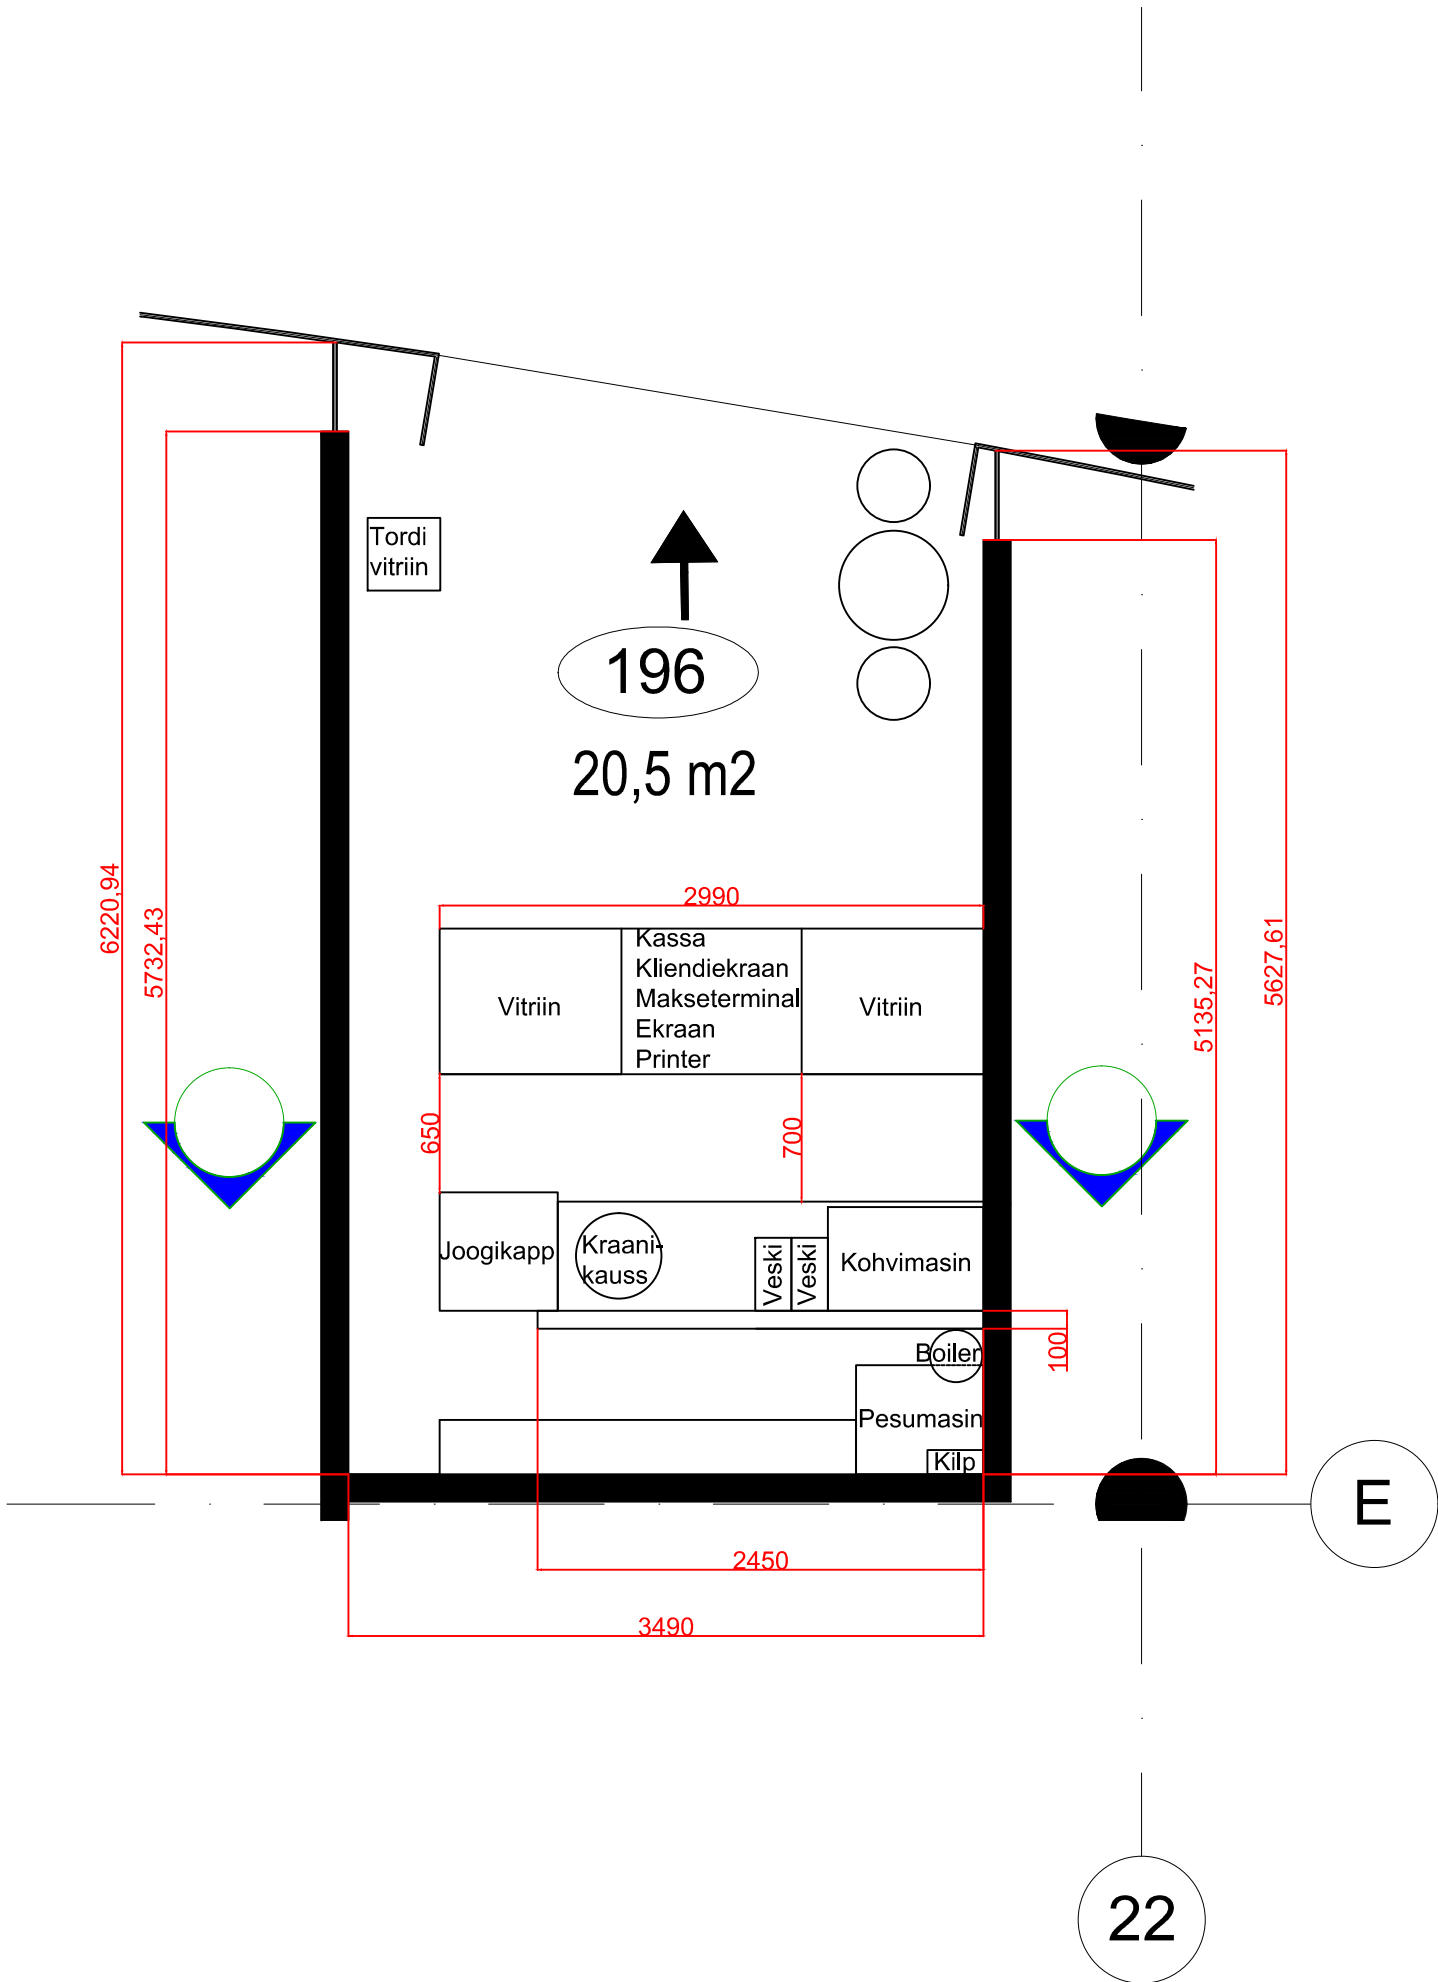 Tordi
vitriin
196
20,5 m2
6220,94
5732,43
2990
5135,27
5627,61
Vitriin
Kassa
Kliendiekraan
Makseterminal
Ekraan
Printer
Vitriin
650
700
Joogikapp
Kraani-
kauss
Veski
Veski
Kohvimasin
Boiler
100
Pesumasin
Kilp
E
2450
3490
22